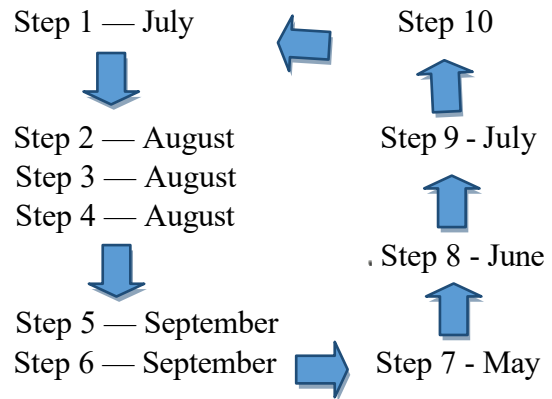 Step 1 — July
Step 2 — August
Step 3 — August
Step 4 — August
Step 5 — September
Step 6 — September
Step 7 - May
Step 8 - June
Step 9 - July
Step 10